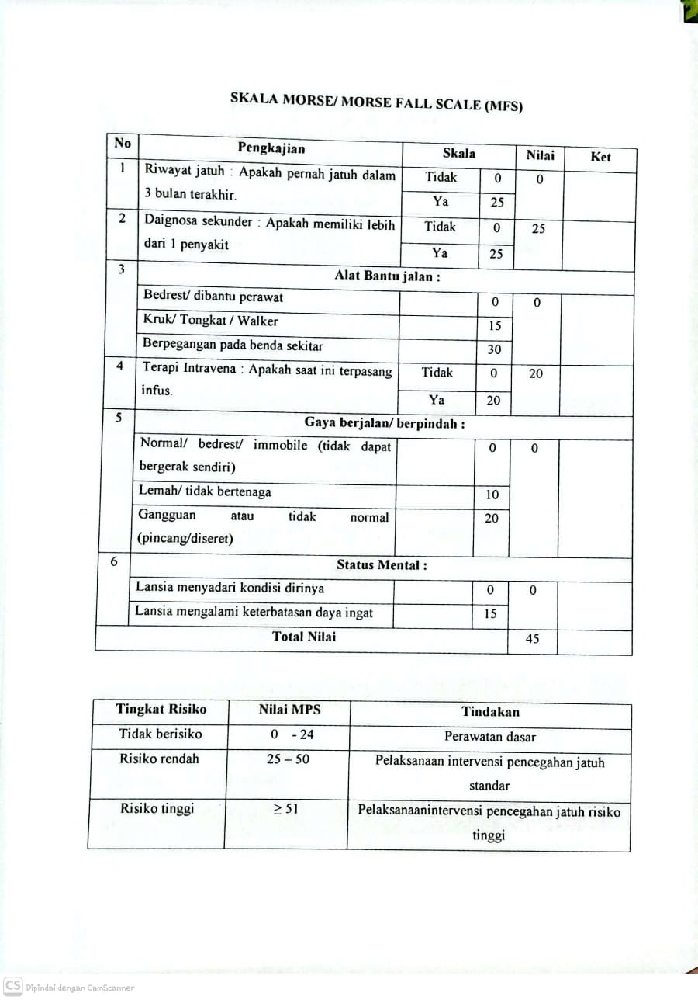 SKALA MORSE/ MORSE FALL SCALE (MFS)
No Pengkajian Skala Nilai Ket
1 Riwayat jatuh : Apakah pernah jatuh dalam Tidak 0 0
3 bulan terakhir. Ya 25
2 Daignosa sekunder : Apakah memiliki lebih Tidak 0 25
dari 1 penyakit Ya 25
3 Alat Bantu jalan :
Bedrest/ dibantu perawat 0 0
Kruk/ Tongkat / Walker 15
Berpegangan pada benda sekitar 30
4 Terapi Intravena : Apakah saat ini terpasang Tidak 0 20
infus. Ya 20
5 Gaya berjalan/ berpindah :
Normal/ bedrest/ immobile (tidak dapat 0 0
bergerak sendiri)
Lemah/ tidak bertenaga 10
Gangguan atau tidak normal 20
(pincang/diseret)
6 Status Mental :
Lansia menyadari kondisi dirinya 0 0
Lansia mengalami keterbatasan daya ingat 15
Total Nilai 45
Tingkat Risiko Nilai MPS Tindakan
Tidak berisiko 0 - 24 Perawatan dasar
Risiko rendah 25 – 50 Pelaksanaan intervensi pencegahan jatuh
standar
Risiko tinggi ≥ 51 Pelaksanaanintervensi pencegahan jatuh risiko
tinggi
CS Dipindai dengan CamScanner